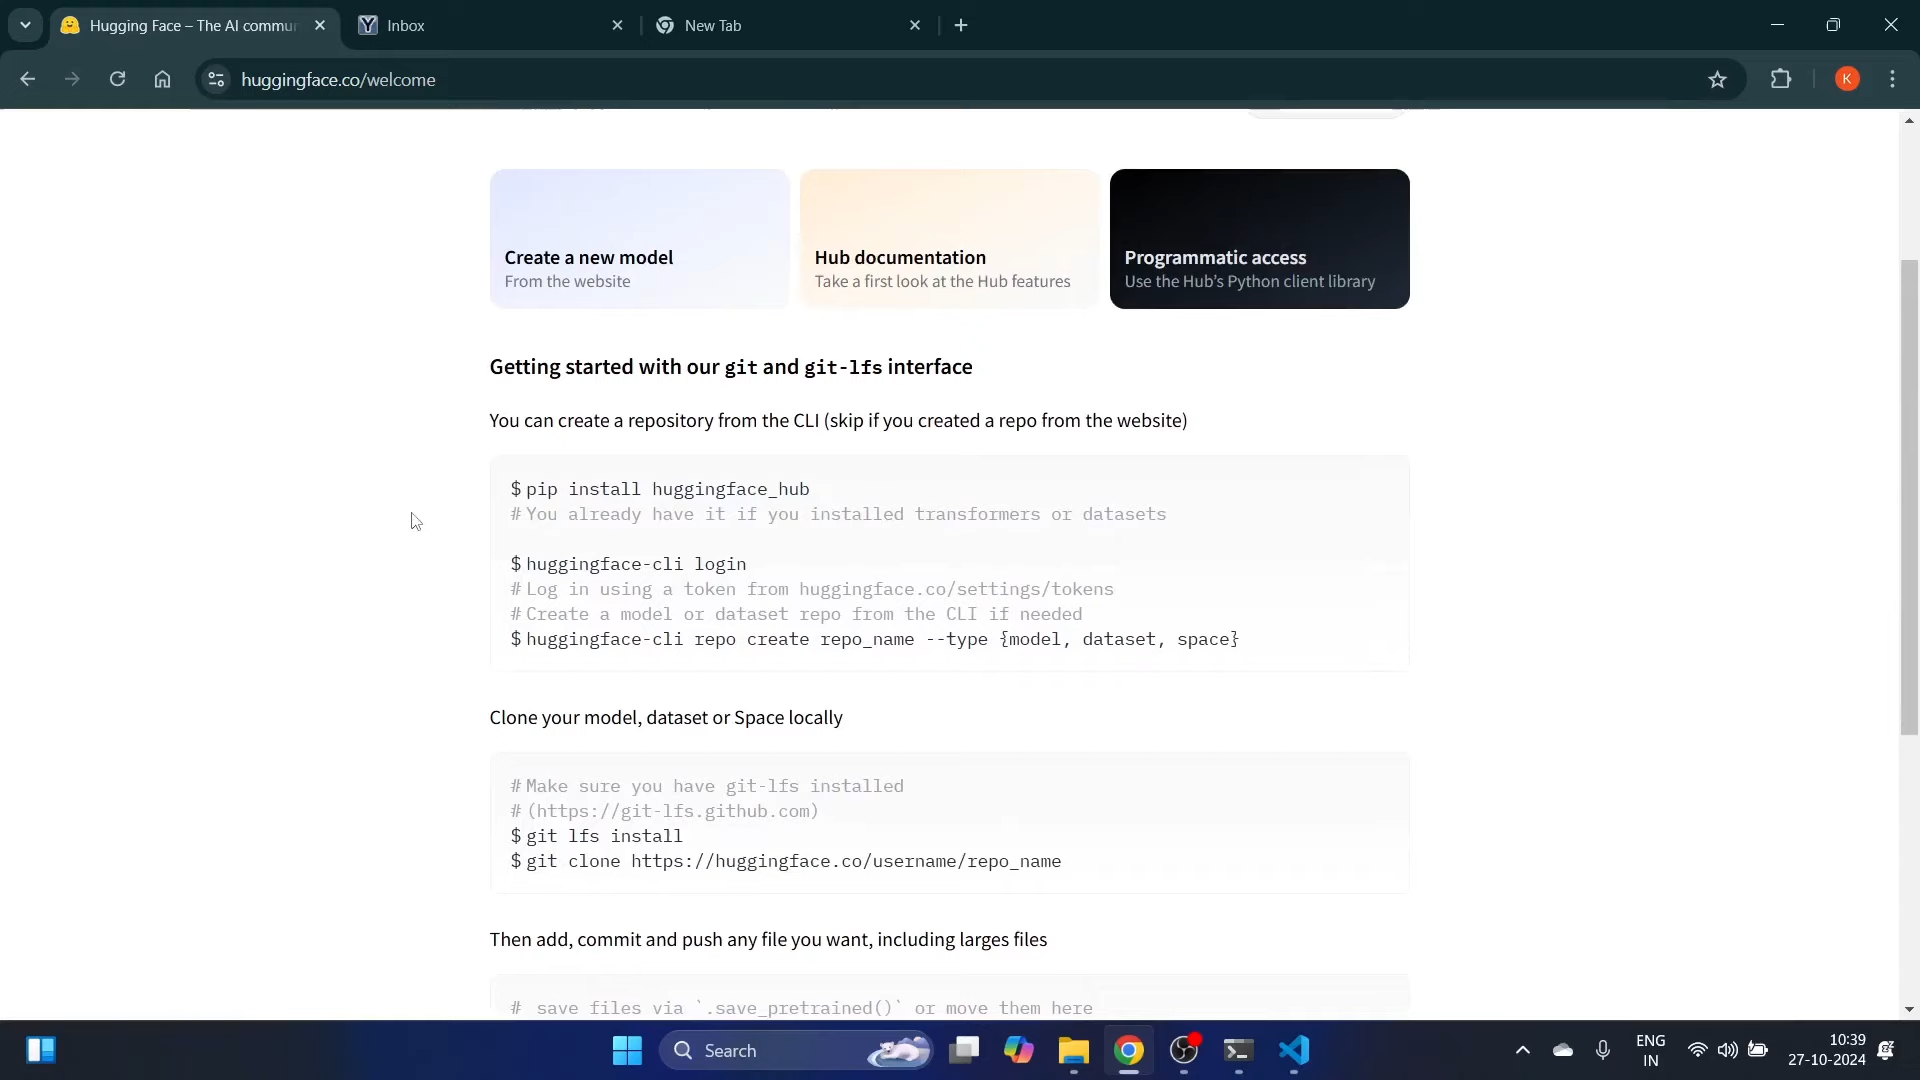 Hugging Face – The AI commun
Inbox
New Tab
huggingface.co/welcome
K
Create a new model
From the website
Hub documentation
Take a first look at the Hub features
Programmatic access
Use the Hub’s Python client library
Getting started with our git and git-lfs interface
You can create a repository from the CLI (skip if you created a repo from the website)
$ pip install huggingface_hub
# You already have it if you installed transformers or datasets
$ huggingface-cli login
# Log in using a token from huggingface.co/settings/tokens
# Create a model or dataset repo from the CLI if needed
$ huggingface-cli repo create repo_name --type {model, dataset, space}
Clone your model, dataset or Space locally
# Make sure you have git-lfs installed
# (https://git-lfs.github.com)
$ git lfs install
$ git clone https://huggingface.co/username/repo_name
Then add, commit and push any file you want, including larges files
# save files via `.save_pretrained()` or move them here
Search
ENG
IN
10:39
27-10-2024